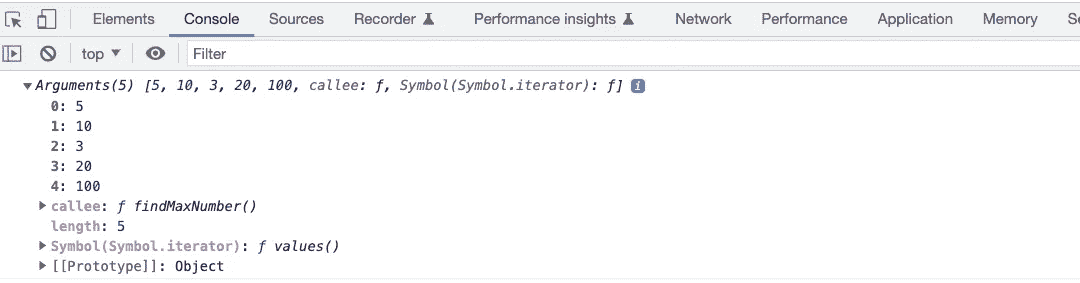 Elements Console Sources Recorder Performance insights Network Performance Application Memory
top Filter
Arguments(5) [5, 10, 3, 20, 100, callee: ƒ, Symbol(Symbol.iterator): ƒ] i
0: 5
1: 10
2: 3
3: 20
4: 100
callee: ƒ findMaxNumber()
length: 5
Symbol(Symbol.iterator): ƒ values()
[[Prototype]]: Object